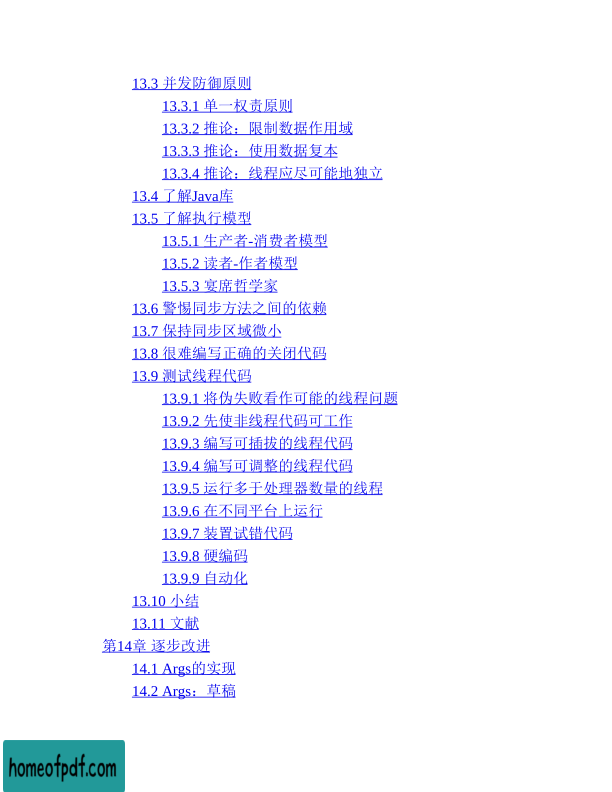 13.3 并发防御原则
13.3.1 单一权责原则
13.3.2 推论：限制数据作用域
13.3.3 推论：使用数据复本
13.3.4 推论：线程应尽可能地独立
13.4 了解Java库
13.5 了解执行模型
13.5.1 生产者-消费者模型
13.5.2 读者-作者模型
13.5.3 宴席哲学家
13.6 警惕同步方法之间的依赖
13.7 保持同步区域微小
13.8 很难编写正确的关闭代码
13.9 测试线程代码
13.9.1 将伪失败看作可能的线程问题
13.9.2 先使非线程代码可工作
13.9.3 编写可插拔的线程代码
13.9.4 编写可调整的线程代码
13.9.5 运行多于处理器数量的线程
13.9.6 在不同平台上运行
13.9.7 装置试错代码
13.9.8 硬编码
13.9.9 自动化
13.10 小结
13.11 文献
第14章 逐步改进
14.1 Args的实现
14.2 Args：草稿
homeofpdf.com